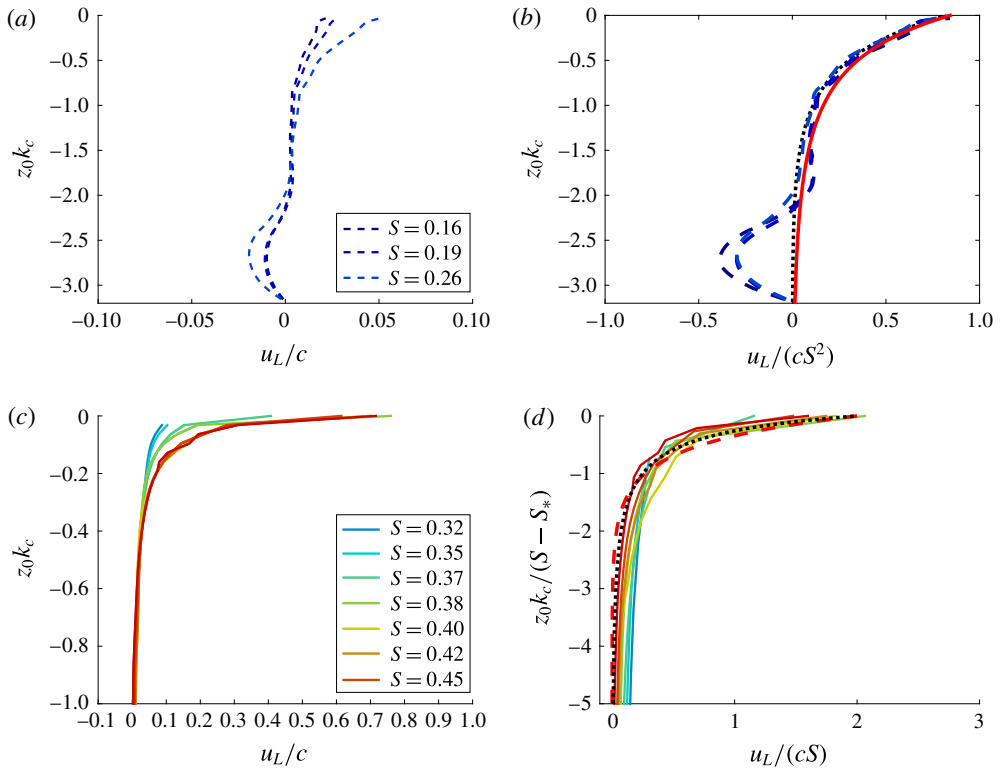 (a)
0
−0.5
−1.0
−1.5
−2.0
−2.5
−3.0
z0kc
S = 0.16
S = 0.19
S = 0.26
−0.10 −0.05 0 0.05 0.10
uL/c
(b)
0
−0.5
−1.0
−1.5
−2.0
−2.5
−3.0
z0kc
−1.0 −0.5 0 0.5 1.0
uL/(cS²)
(c)
0
−0.2
−0.4
−0.6
−0.8
−1.0
z0kc
S = 0.32
S = 0.35
S = 0.37
S = 0.38
S = 0.40
S = 0.42
S = 0.45
−0.1 0 0.1 0.2 0.3 0.4 0.5 0.6 0.7 0.8 0.9 1.0
uL/c
(d)
0
−1
−2
−3
−4
−5
z0kc/(S − S*)
0 1 2 3
uL/(cS)